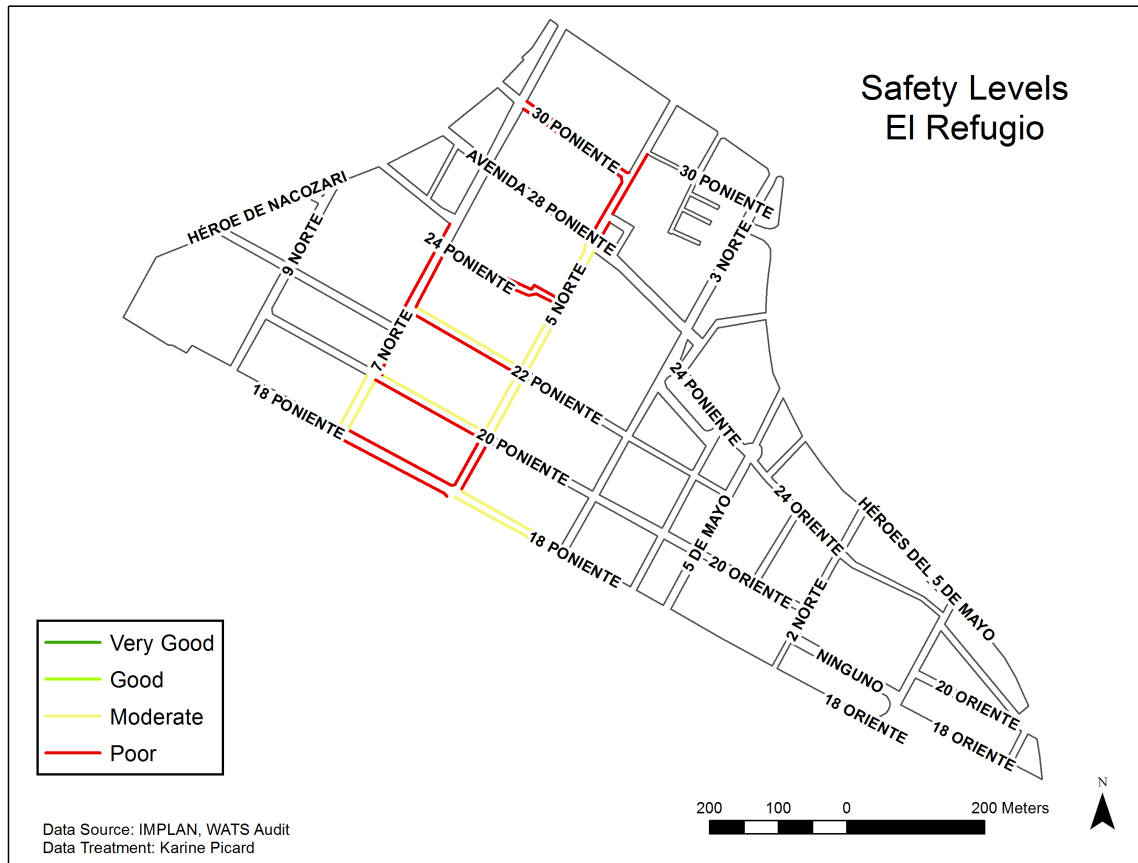 Safety Levels
El Refugio
30 PONIENTE
AVENIDA 28 PONIENTE
30 PONIENTE
HÉROE DE NACOZARI
9 NORTE
24 PONIENTE
3 NORTE
5 NORTE
7 NORTE
22 PONIENTE
24 PONIENTE
18 PONIENTE
20 PONIENTE
24 ORIENTE
HÉROES DEL 5 DE MAYO
5 DE MAYO
18 PONIENTE
20 ORIENTE
2 NORTE
NINGUNO
20 ORIENTE
18 ORIENTE
18 ORIENTE
Very Good
Good
Moderate
Poor
N
200 100 0 200 Meters
Data Source: IMPLAN, WATS Audit
Data Treatment: Karine Picard